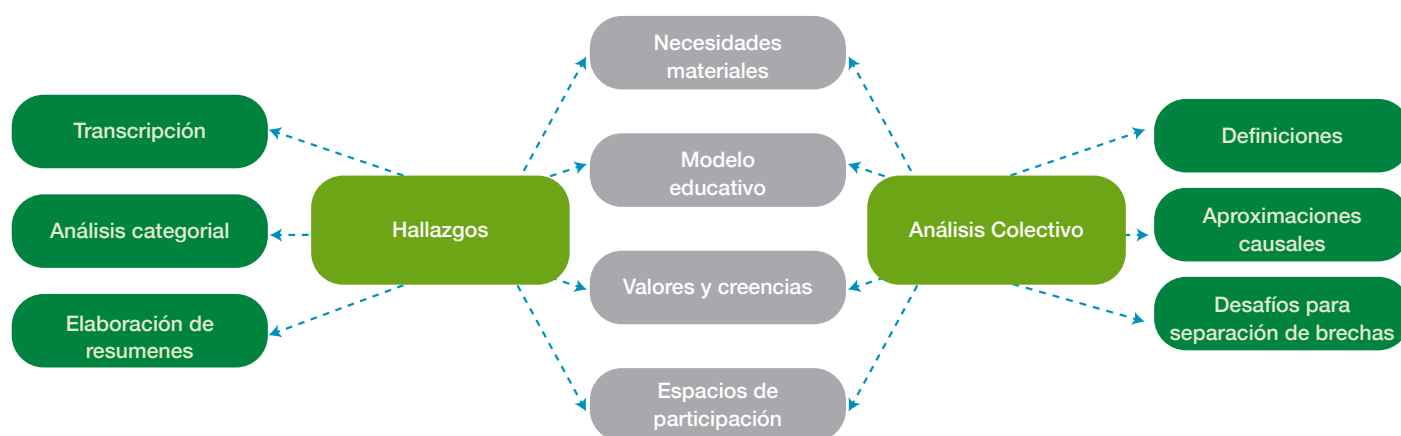 Necesidades
materiales
Transcripción
Definiciones
Modelo
educativo
Análisis categorial
Hallazgos
Análisis Colectivo
Aproximaciones
causales
Valores y creencias
Elaboración de
resumenes
Desafíos para
separación de brechas
Espacios de
participación